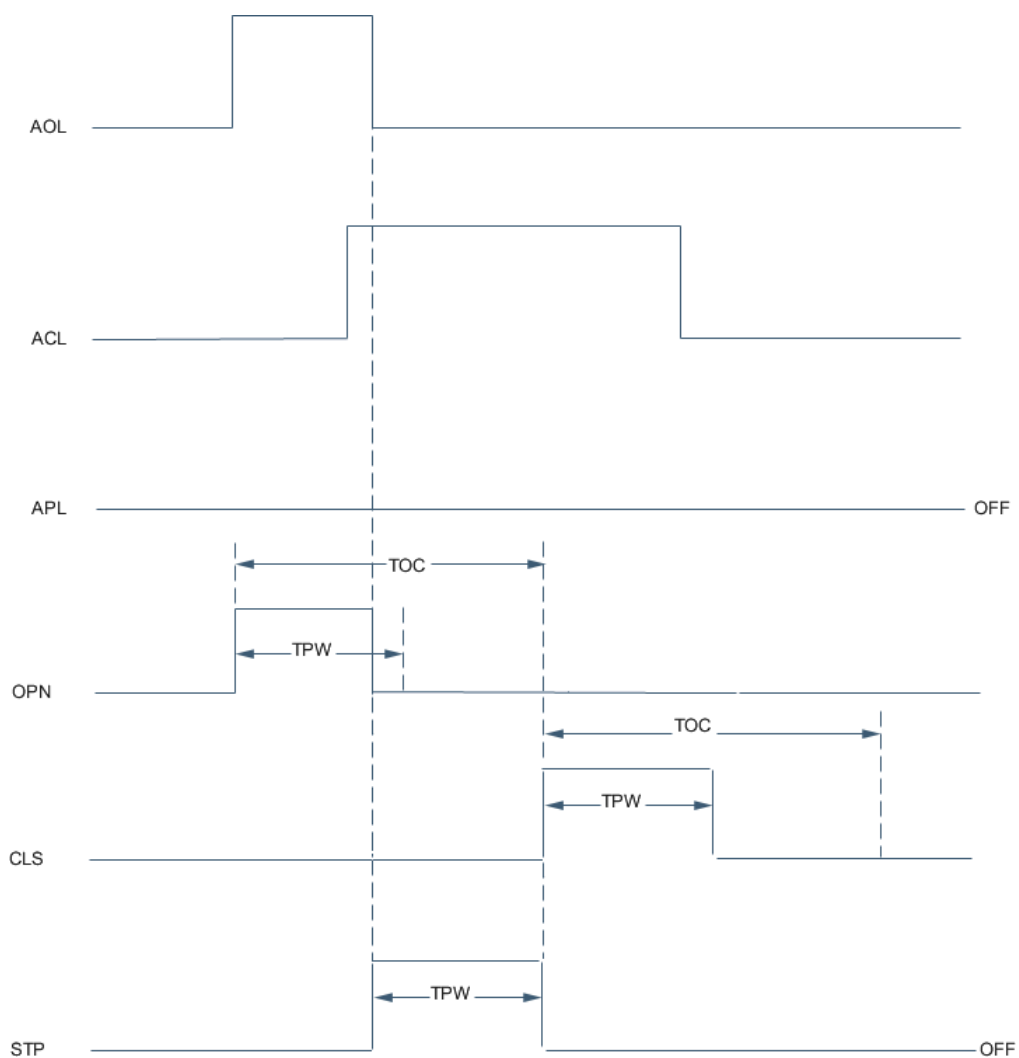 AOL
ACL
APL OFF
TOC
TPW
OPN
TOC
TPW
CLS
TPW
STP OFF